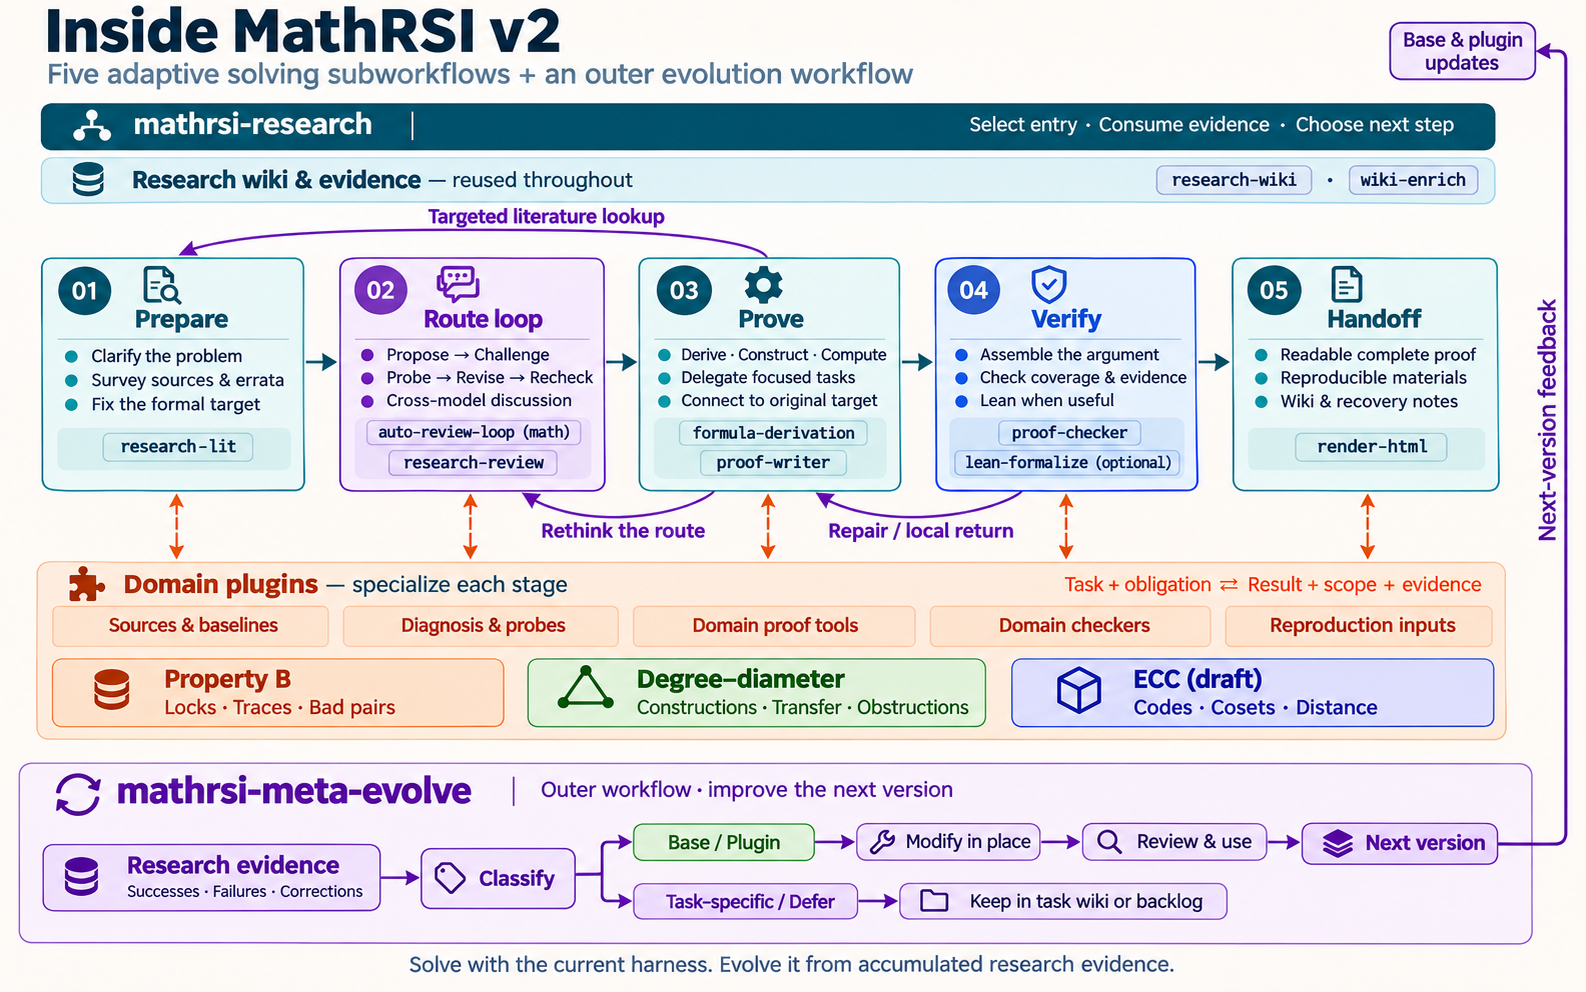 Inside MathRSI v2
Five adaptive solving subworkflows + an outer evolution workflow
Base & plugin
updates
mathrsi-research
Select entry · Consume evidence · Choose next step
Research wiki & evidence — reused throughout
research-wiki · wiki-enrich
Targeted literature lookup
01
Prepare
Clarify the problem
Survey sources & errata
Fix the formal target
research-lit
02
Route loop
Propose → Challenge
Probe → Revise → Recheck
Cross-model discussion
auto-review-loop (math)
research-review
03
Prove
Derive · Construct · Compute
Delegate focused tasks
Connect to original target
formula-derivation
proof-writer
04
Verify
Assemble the argument
Check coverage & evidence
Lean when useful
proof-checker
lean-formalize (optional)
05
Handoff
Readable complete proof
Reproducible materials
Wiki & recovery notes
render-html
Rethink the route
Repair / local return
Next-version feedback
Domain plugins — specialize each stage
Task + obligation ⇄ Result + scope + evidence
Sources & baselines
Diagnosis & probes
Domain proof tools
Domain checkers
Reproduction inputs
Property B
Locks · Traces · Bad pairs
Degree–diameter
Constructions · Transfer · Obstructions
ECC (draft)
Codes · Cosets · Distance
mathrsi-meta-evolve
Outer workflow · improve the next version
Research evidence
Successes · Failures · Corrections
Classify
Base / Plugin
Modify in place
Review & use
Next version
Task-specific / Defer
Keep in task wiki or backlog
Solve with the current harness. Evolve it from accumulated research evidence.